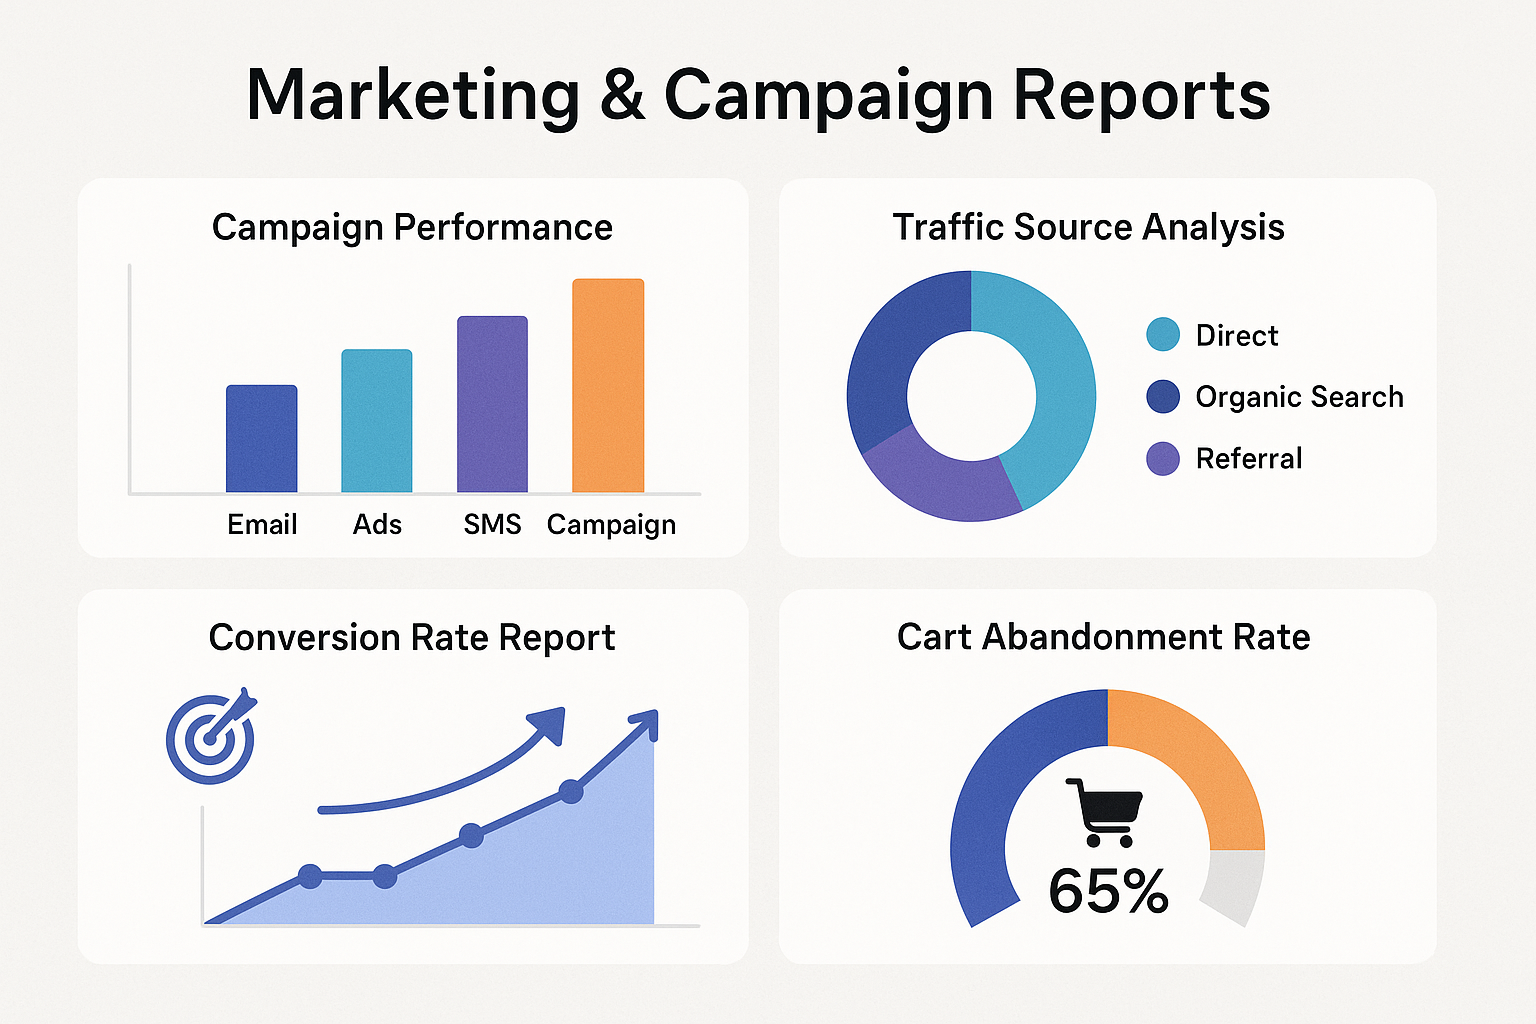 Marketing & Campaign Reports
Campaign Performance
Email Ads SMS Campaign
Traffic Source Analysis
Direct
Organic Search
Referral
Conversion Rate Report
Cart Abandonment Rate
65%